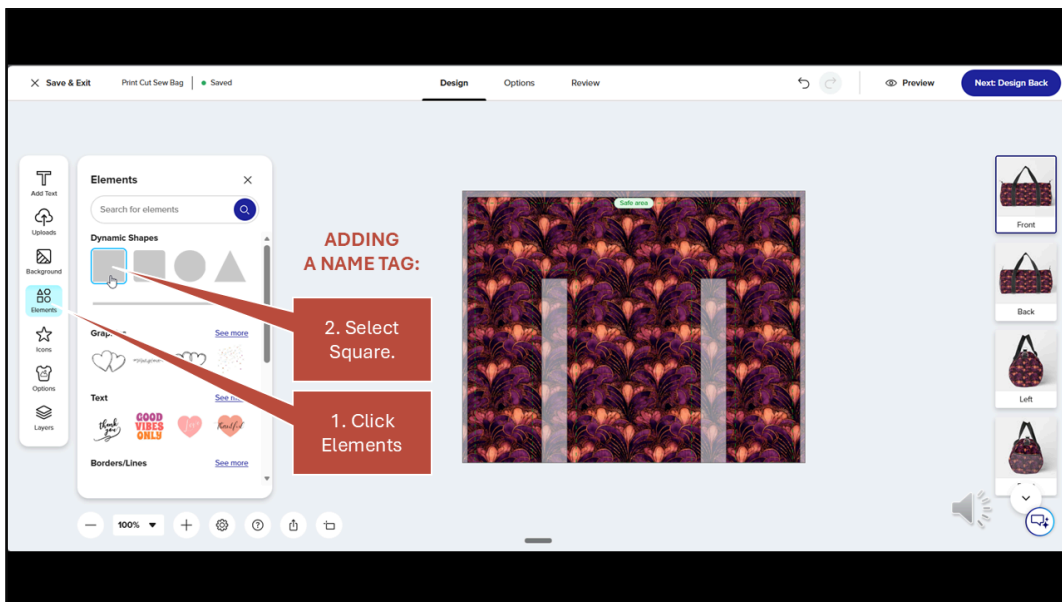 Save & Exit
Print Cut Sew Bag
Saved
Design
Options
Review
Preview
Next: Design Back
Add Text
Uploads
Background
Elements
Icons
Options
Layers
Elements
Search for elements
Dynamic Shapes
See more
Text
thank you
GOOD
VIBES
ONLY
Borders/Lines
See more
100%
ADDING
A NAME TAG:
2. Select
Square.
1. Click
Elements
Safe area
Front
Back
Left